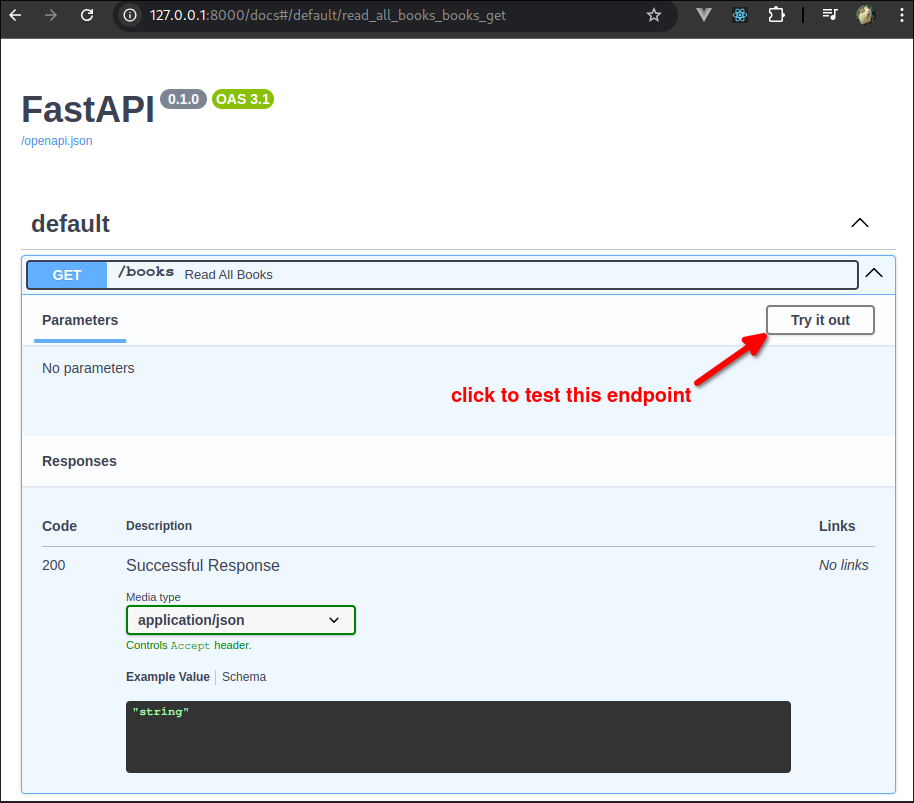 127.0.0.1:8000/docs#/default/read_all_books_books_get
FastAPI 0.1.0 OAS 3.1
/openapi.json
default
GET /books Read All Books
Parameters Try it out
No parameters
click to test this endpoint
Responses
Code Description Links
200 Successful Response No links
Media type
application/json
Controls Accept header.
Example Value Schema
"string"